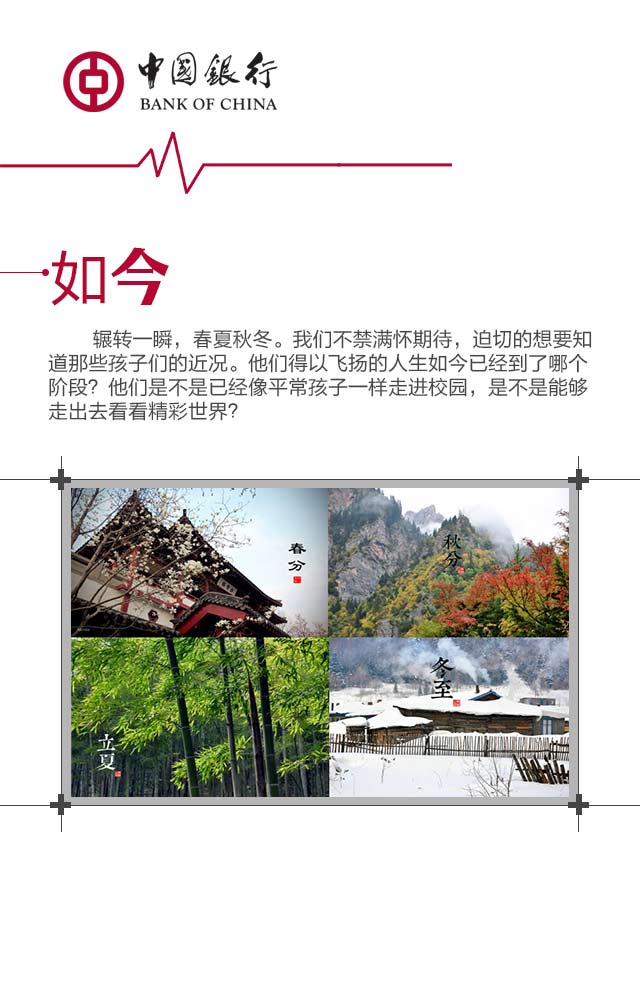 中國銀行
BANK OF CHINA
如今
辗转一瞬，春夏秋冬。我们不禁满怀期待，迫切的想要知
道那些孩子们的近况。他们得以飞扬的人生如今已经到了哪个
阶段？他们是不是已经像平常孩子一样走进校园，是不是能够
走出去看看精彩世界？
春分
秋分
立夏
冬至